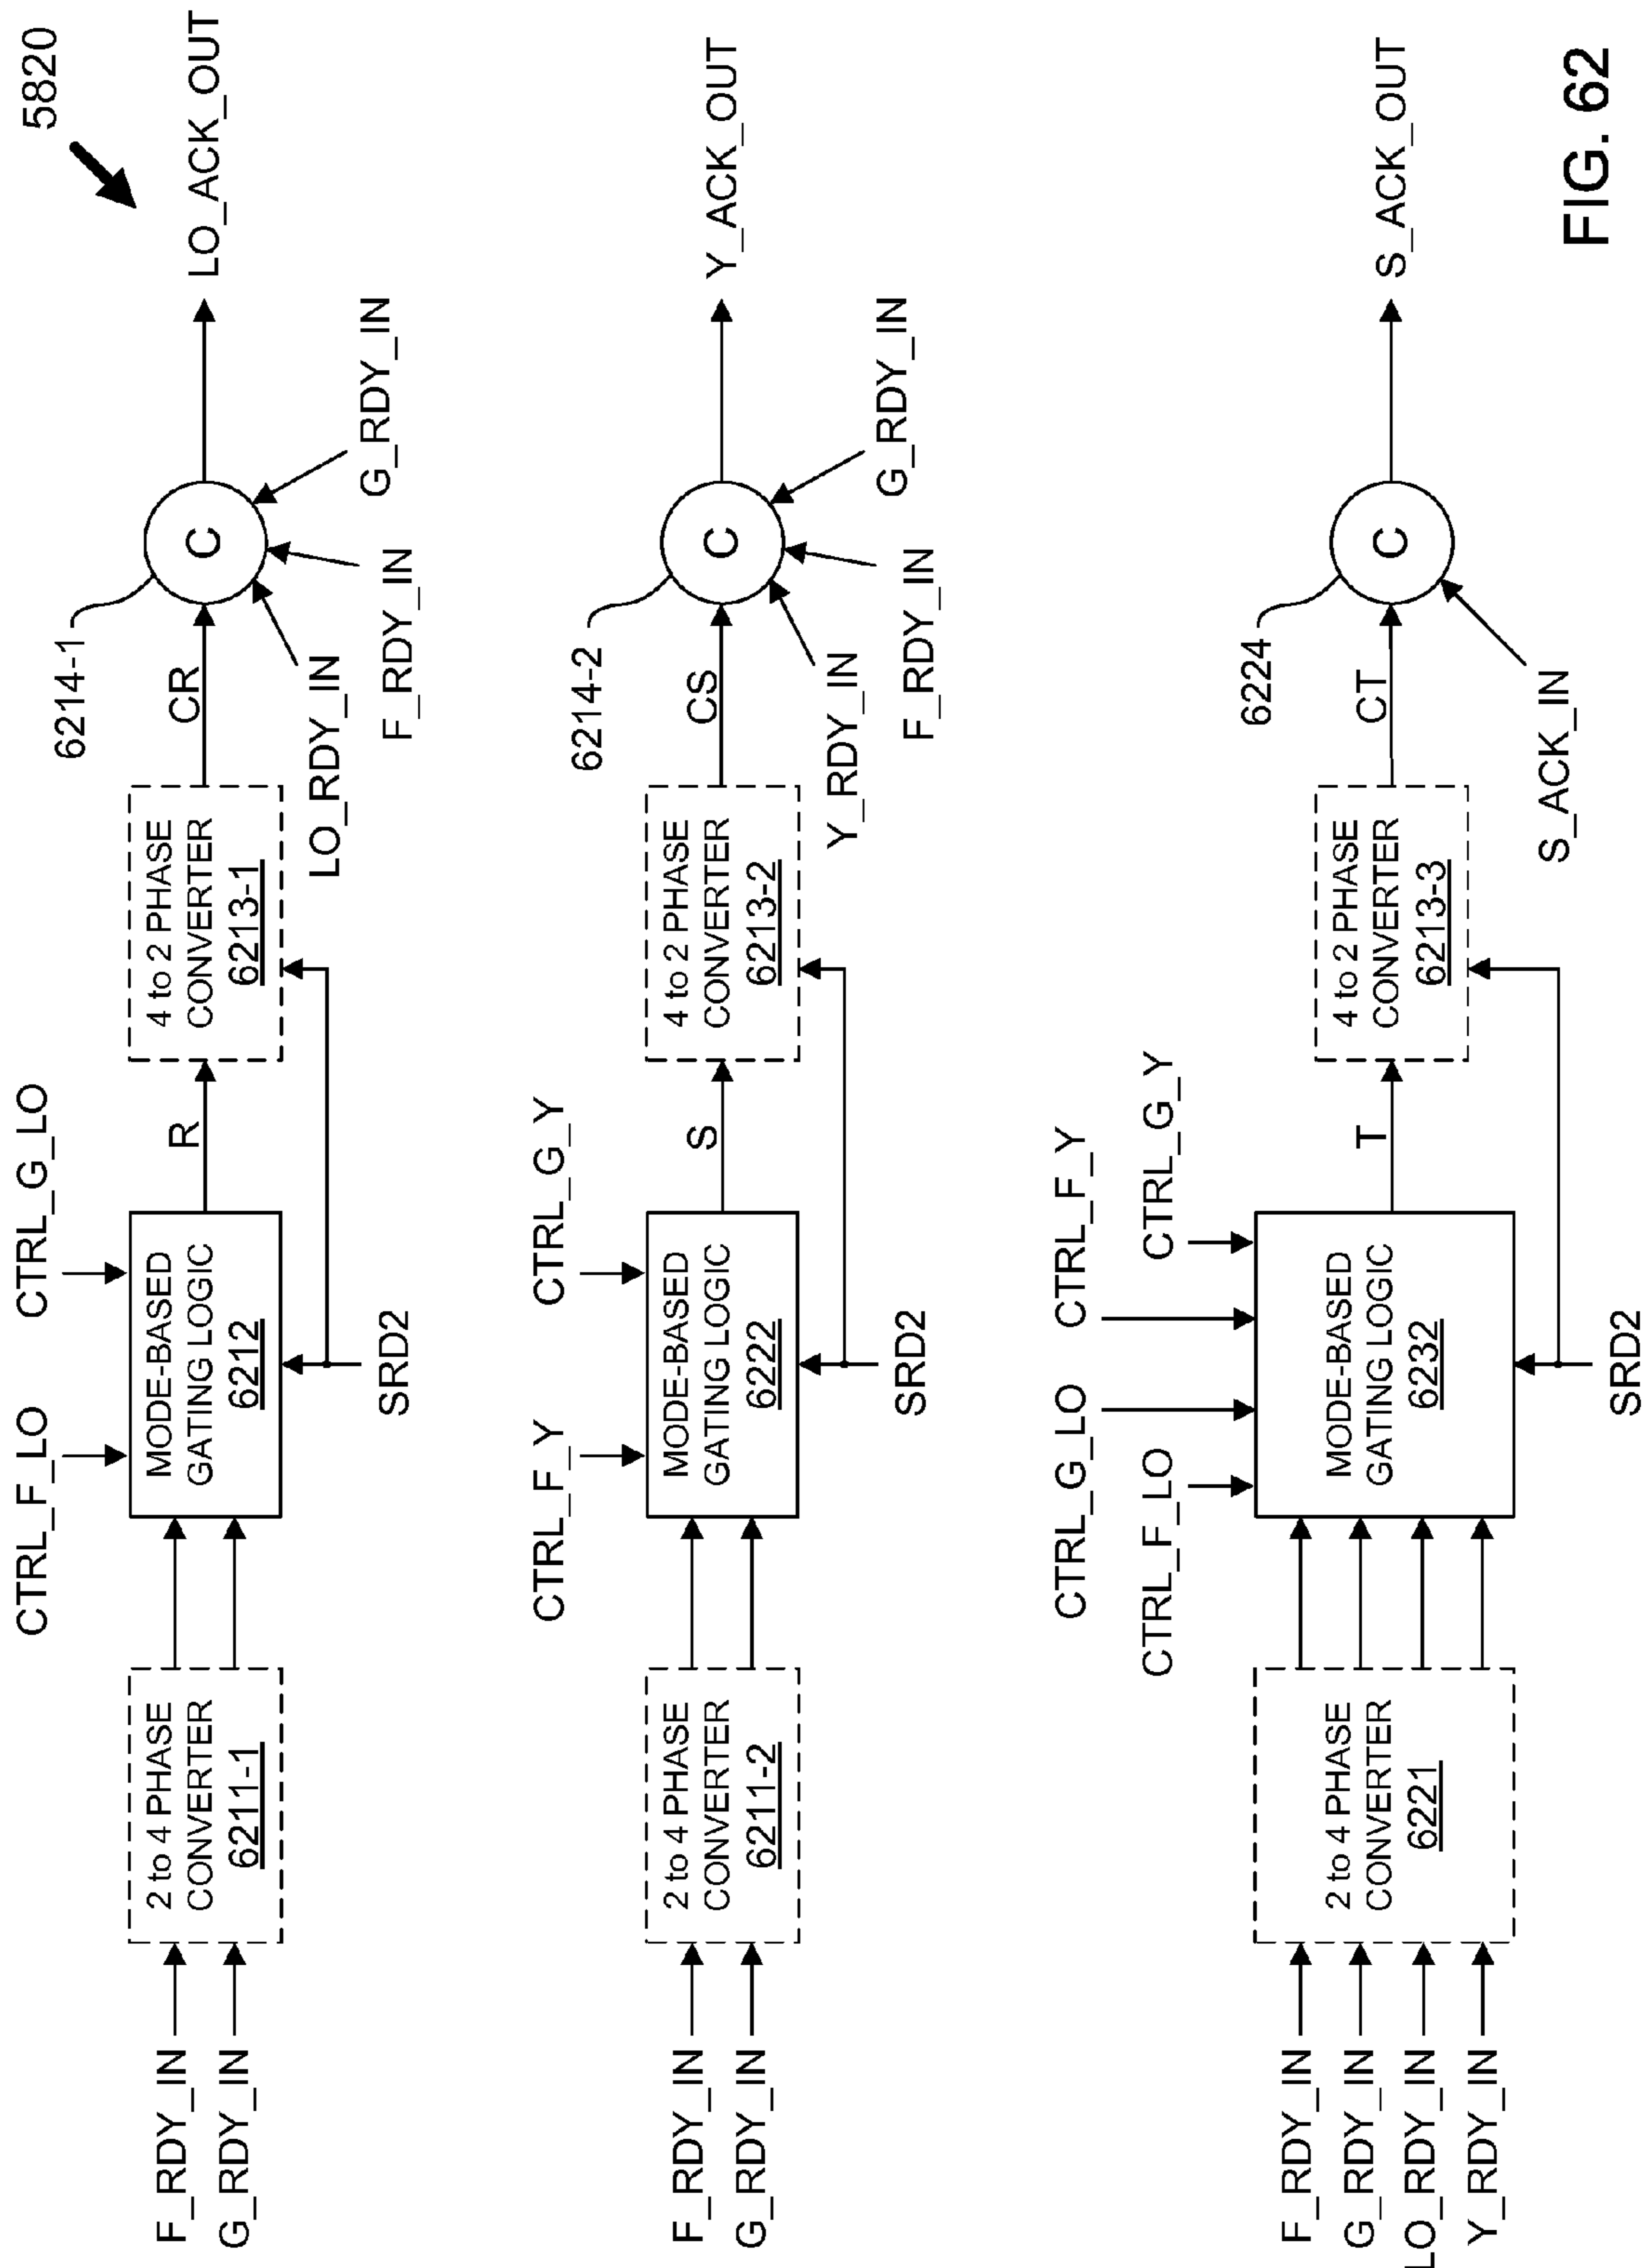 5820
CTRL_F_LO
CTRL_G_LO
F_RDY_IN
G_RDY_IN
2 to 4 PHASE
CONVERTER
6211-1
MODE-BASED
GATING LOGIC
6212
SRD2
R
4 to 2 PHASE
CONVERTER
6213-1
CR
6214-1
C
LO_RDY_IN
F_RDY_IN
G_RDY_IN
LO_ACK_OUT
CTRL_F_Y
CTRL_G_Y
F_RDY_IN
G_RDY_IN
2 to 4 PHASE
CONVERTER
6211-2
MODE-BASED
GATING LOGIC
6222
SRD2
S
4 to 2 PHASE
CONVERTER
6213-2
CS
6214-2
C
Y_RDY_IN
F_RDY_IN
G_RDY_IN
Y_ACK_OUT
CTRL_G_LO
CTRL_F_Y
CTRL_F_LO
CTRL_G_Y
F_RDY_IN
G_RDY_IN
LO_RDY_IN
Y_RDY_IN
2 to 4 PHASE
CONVERTER
6221
MODE-BASED
GATING LOGIC
6232
SRD2
T
4 to 2 PHASE
CONVERTER
6213-3
CT
6224
C
S_ACK_IN
S_ACK_OUT
FIG. 62